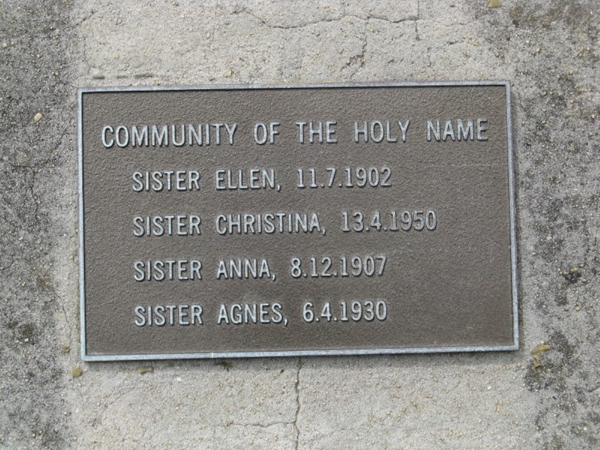 COMMUNITY OF THE HOLY NAME
SISTER ELLEN, 11.7.1902
SISTER CHRISTINA, 13.4.1950
SISTER ANNA, 8.12.1907
SISTER AGNES, 6.4.1930